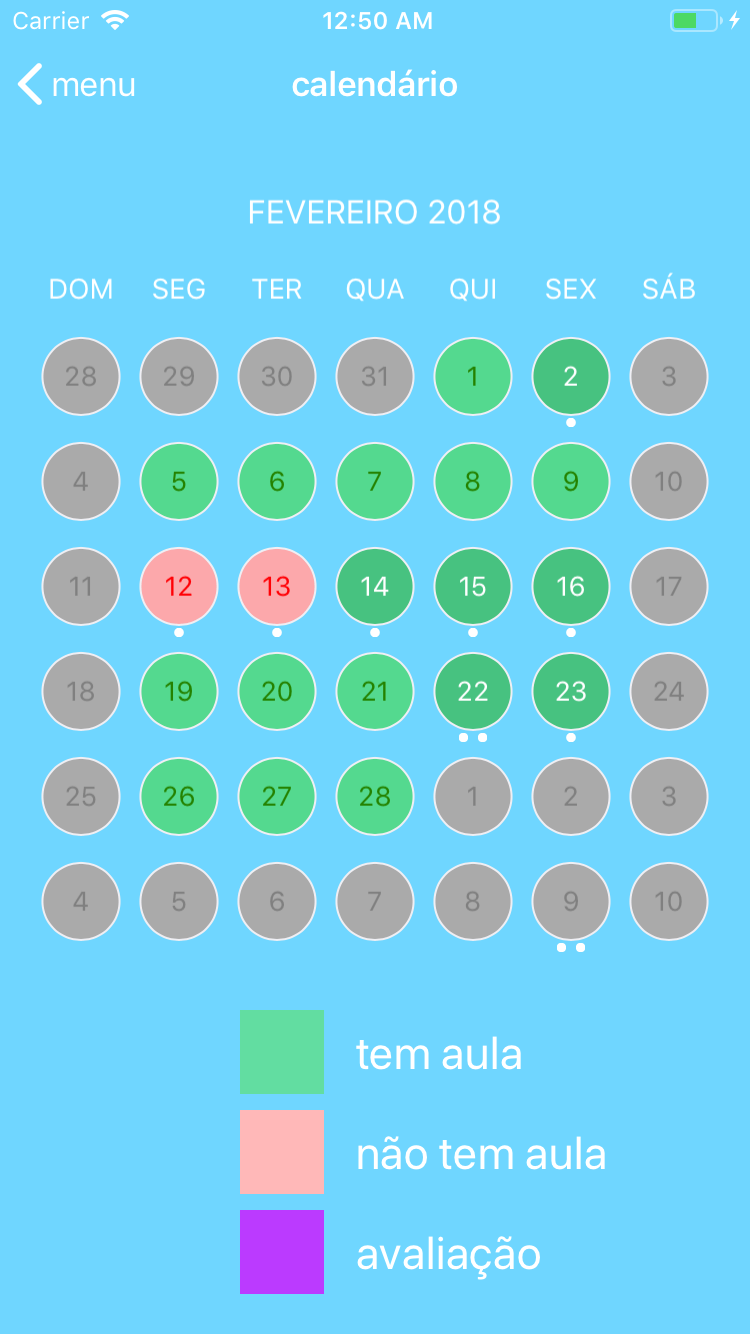 Carrier 12:50 AM
menu calendário
FEVEREIRO 2018
DOM SEG TER QUA QUI SEX SÁB
28 29 30 31 1 2 3
4 5 6 7 8 9 10
11 12 13 14 15 16 17
18 19 20 21 22 23 24
25 26 27 28 1 2 3
4 5 6 7 8 9 10
tem aula
não tem aula
avaliação